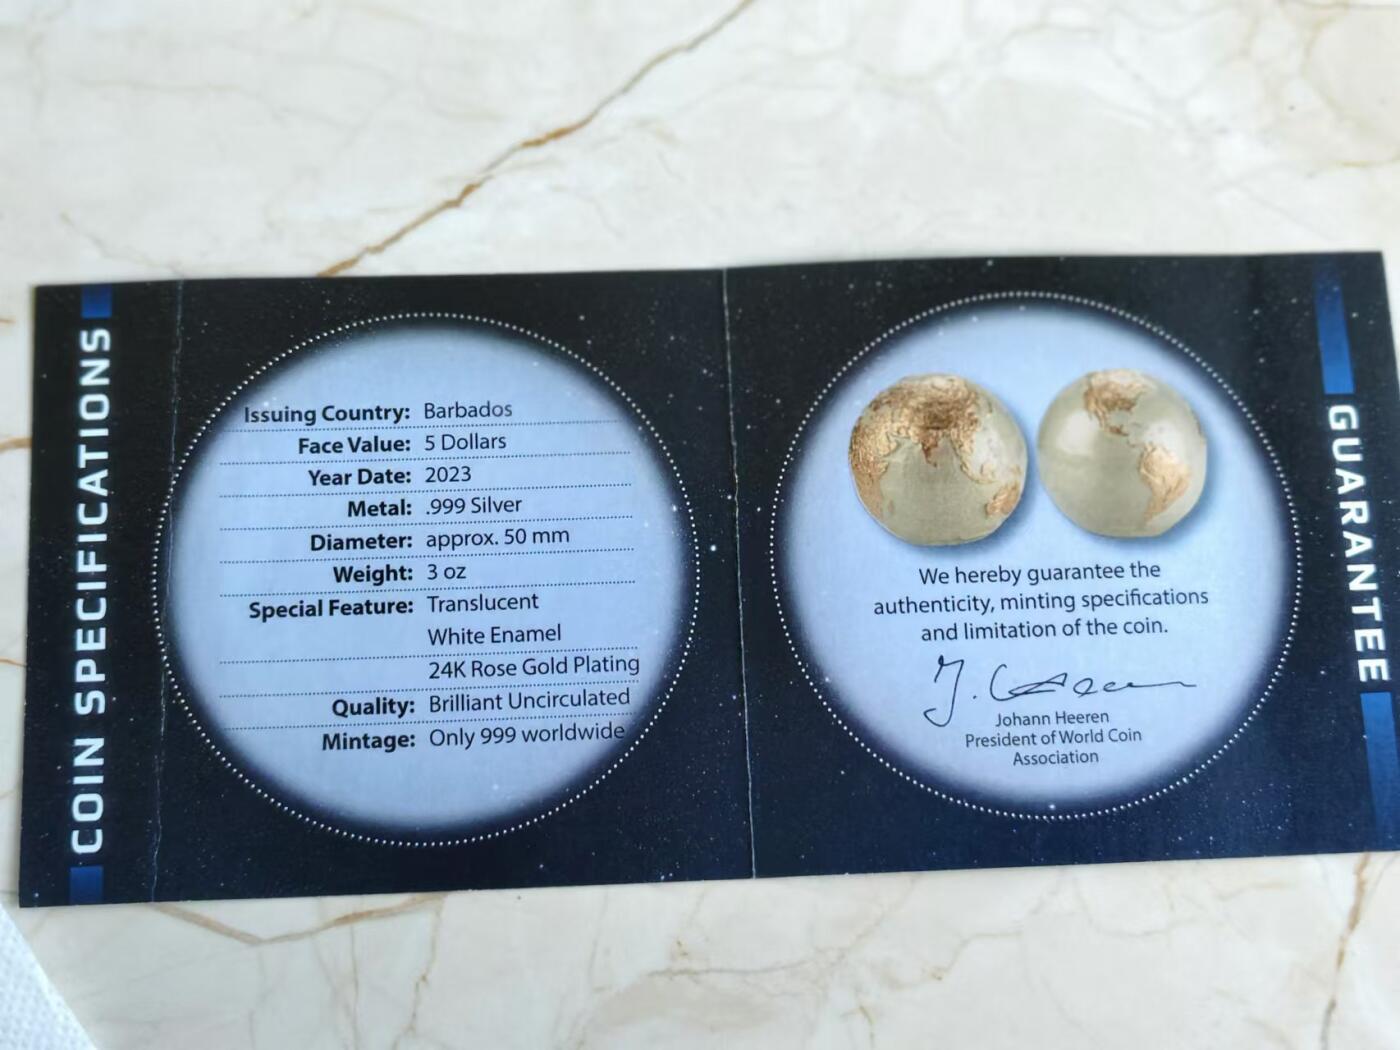 COIN SPECIFICATIONS
Issuing Country: Barbados
Face Value: 5 Dollars
Year Date: 2023
Metal: .999 Silver
Diameter: approx. 50 mm
Weight: 3 oz
Special Feature: Translucent
White Enamel
24K Rose Gold Plating
Quality: Brilliant Uncirculated
Mintage: Only 999 worldwide
We hereby guarantee the
authenticity, minting specifications
and limitation of the coin.
Johann Heeren
President of World Coin
Association
GUARANTEE